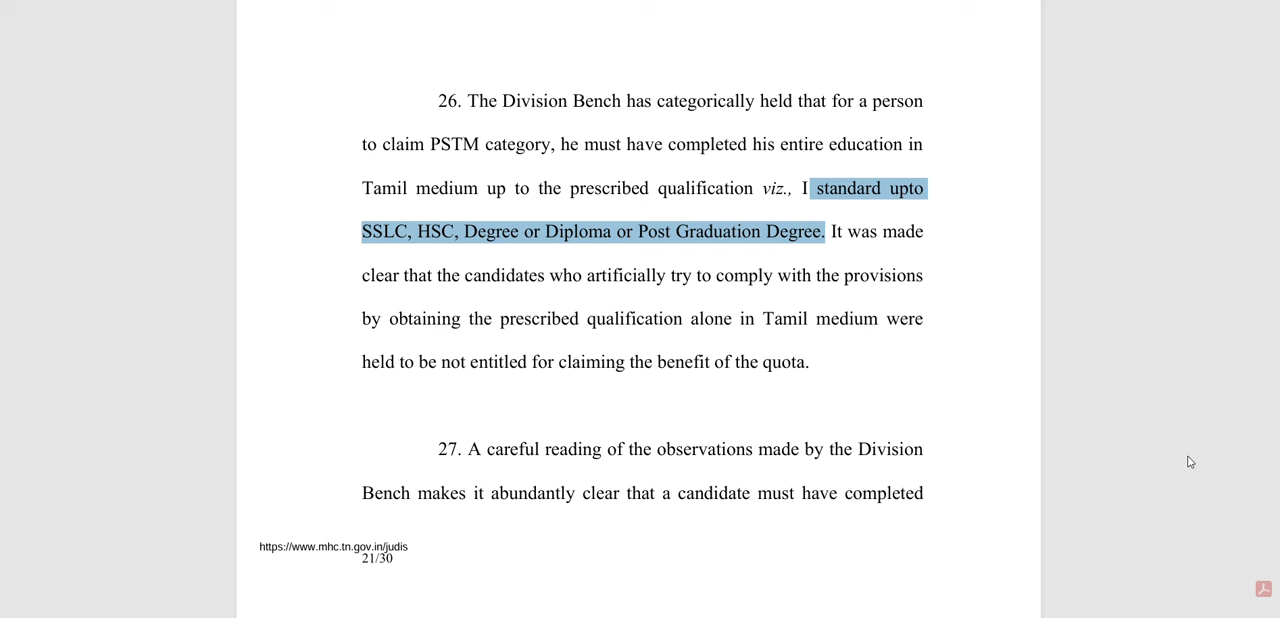 26. The Division Bench has categorically held that for a person
to claim PSTM category, he must have completed his entire education in
Tamil medium up to the prescribed qualification viz., I standard upto
SSLC, HSC, Degree or Diploma or Post Graduation Degree. It was made
clear that the candidates who artificially try to comply with the provisions
by obtaining the prescribed qualification alone in Tamil medium were
held to be not entitled for claiming the benefit of the quota.
27. A careful reading of the observations made by the Division
Bench makes it abundantly clear that a candidate must have completed
https://www.mhc.tn.gov.in/judis
21/30